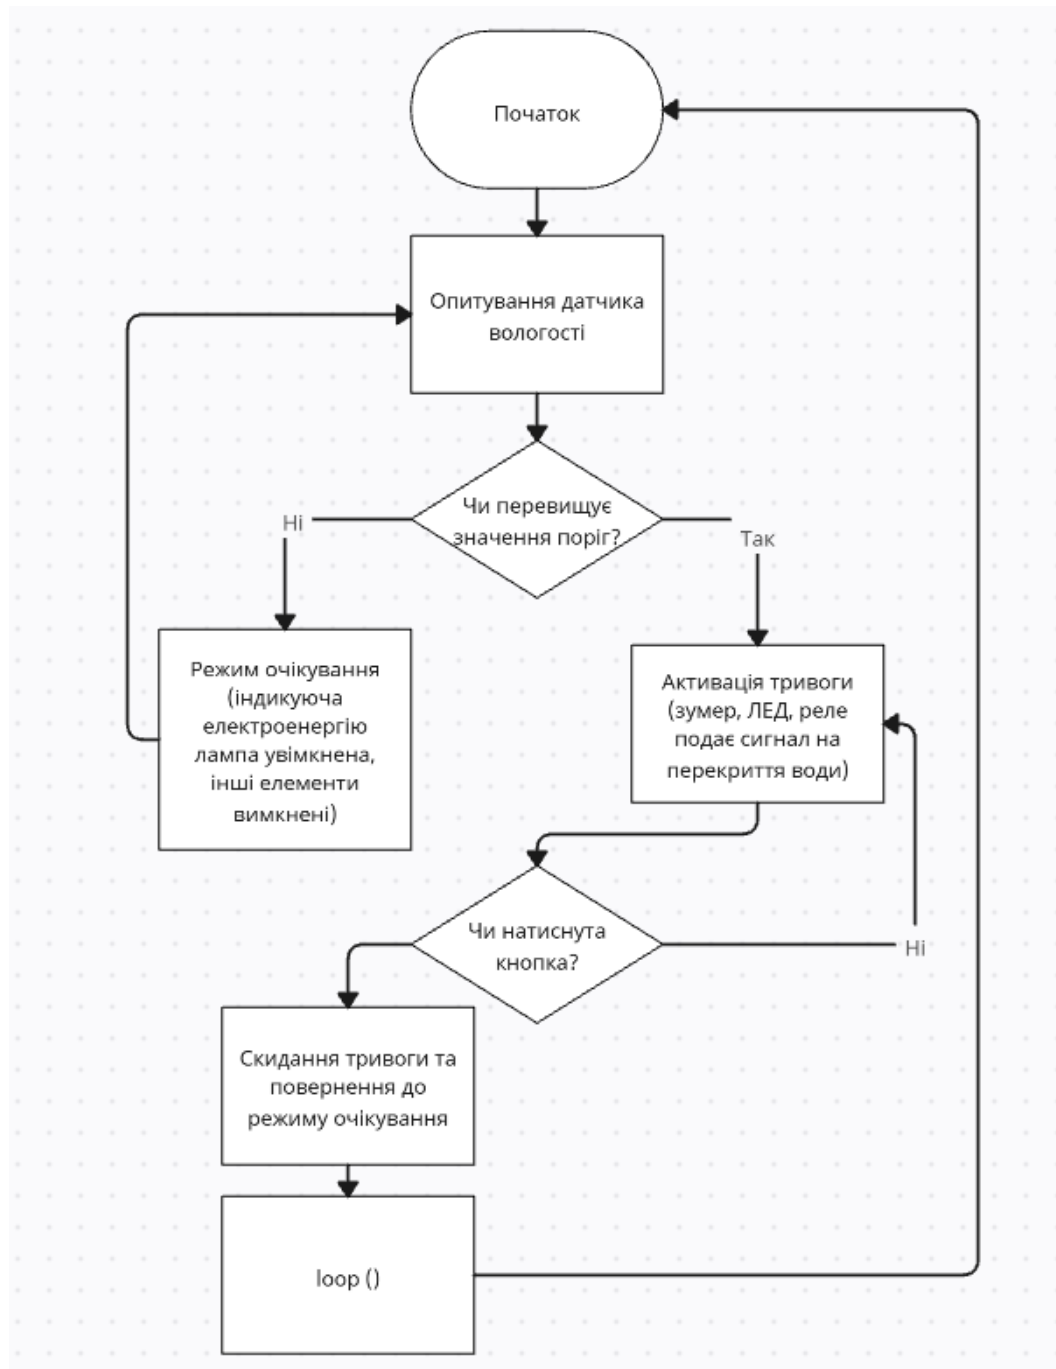 Початок
Опитування датчика
вологості
Чи перевищує
значення поріг?
Ні
Так
Режим очікування
(індикуюча
електроенергію
лампа увімкнена,
інші елементи
вимкнені)
Активація тривоги
(зумер, ЛЕД, реле
подає сигнал на
перекриття води)
Чи натиснута
кнопка?
Ні
Скидання тривоги та
повернення до
режиму очікування
loop ()